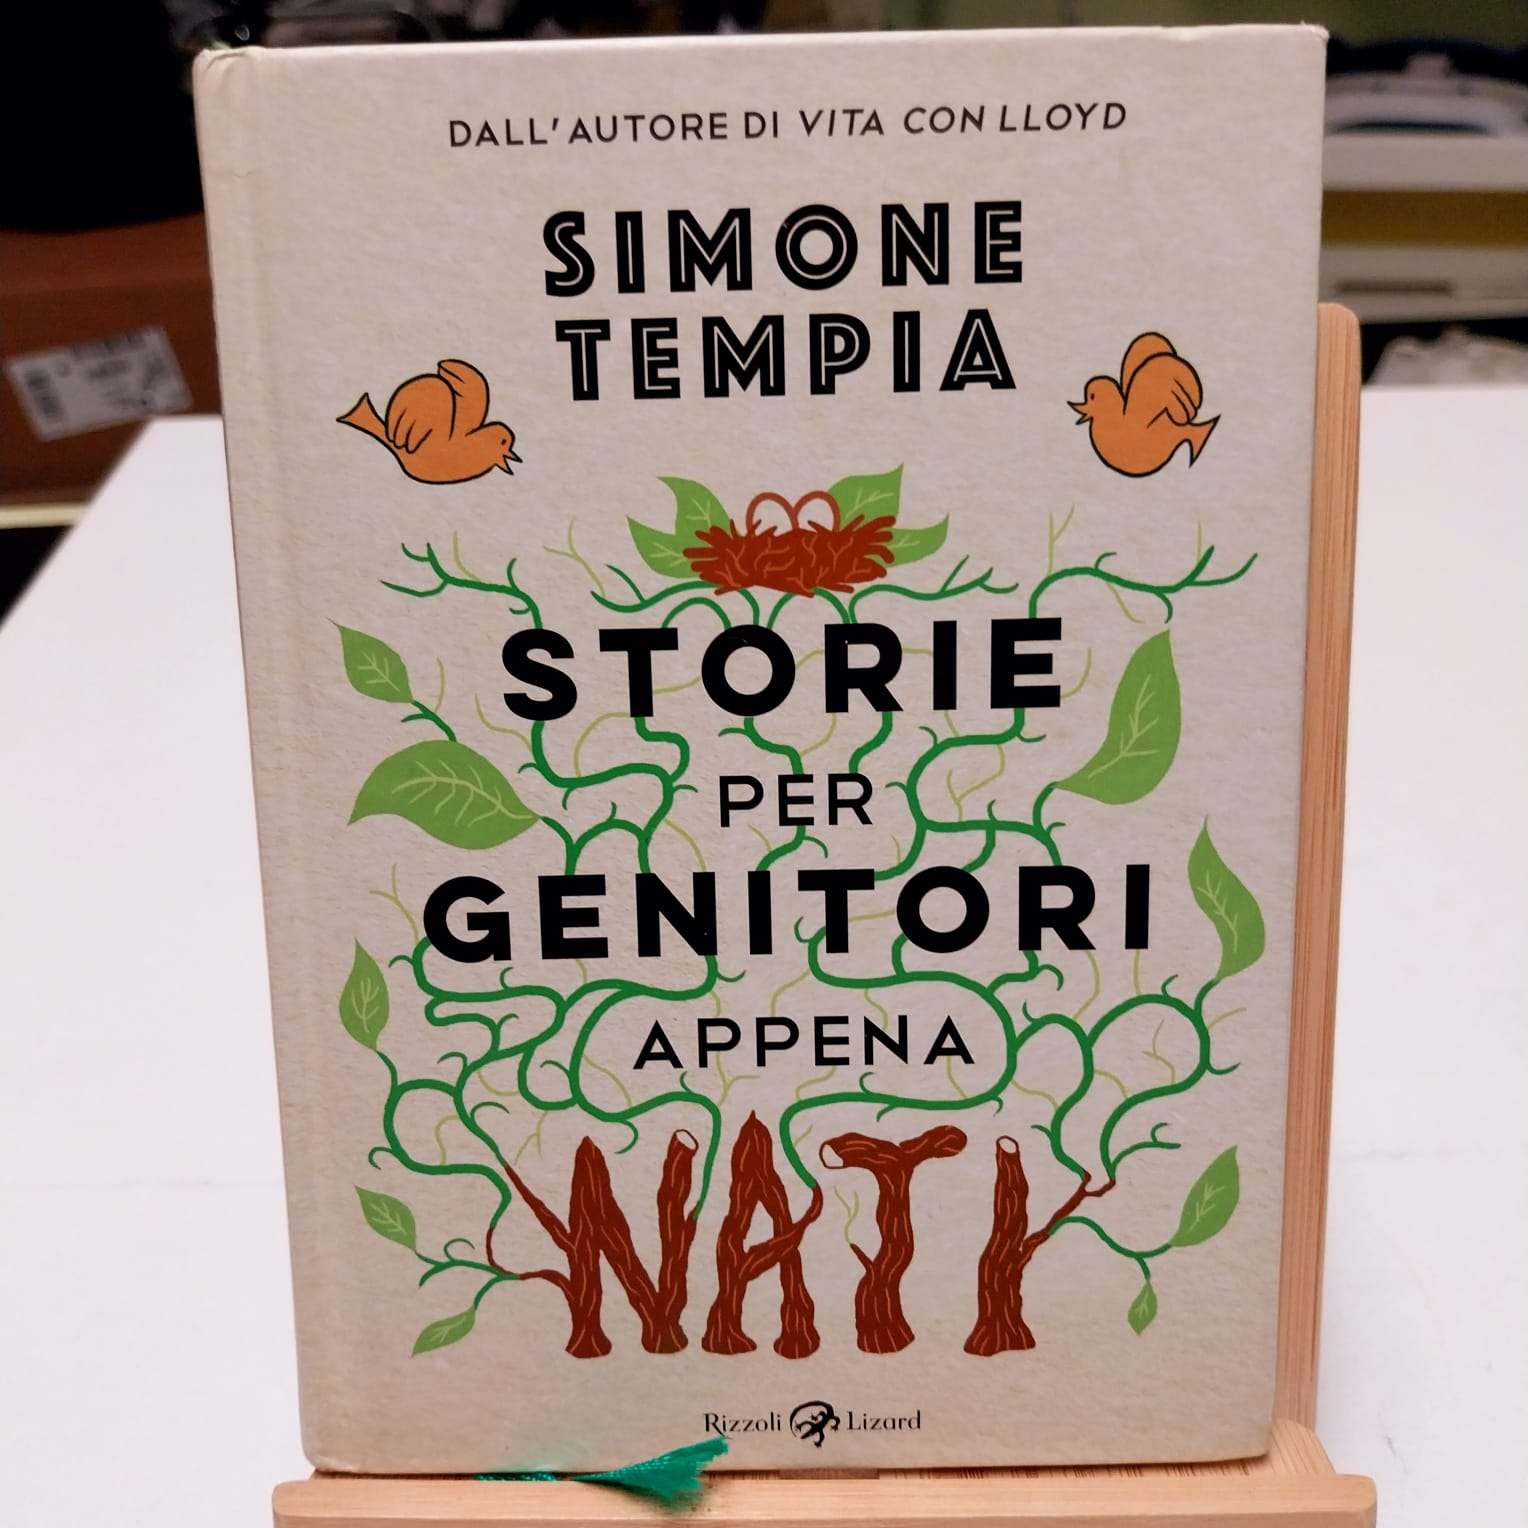 DALL'AUTORE DI VITA CON LLOYD
SIMONE
TEMPIA
STORIE
PER
GENITORI
APPENA
NATI
Rizzoli Lizard